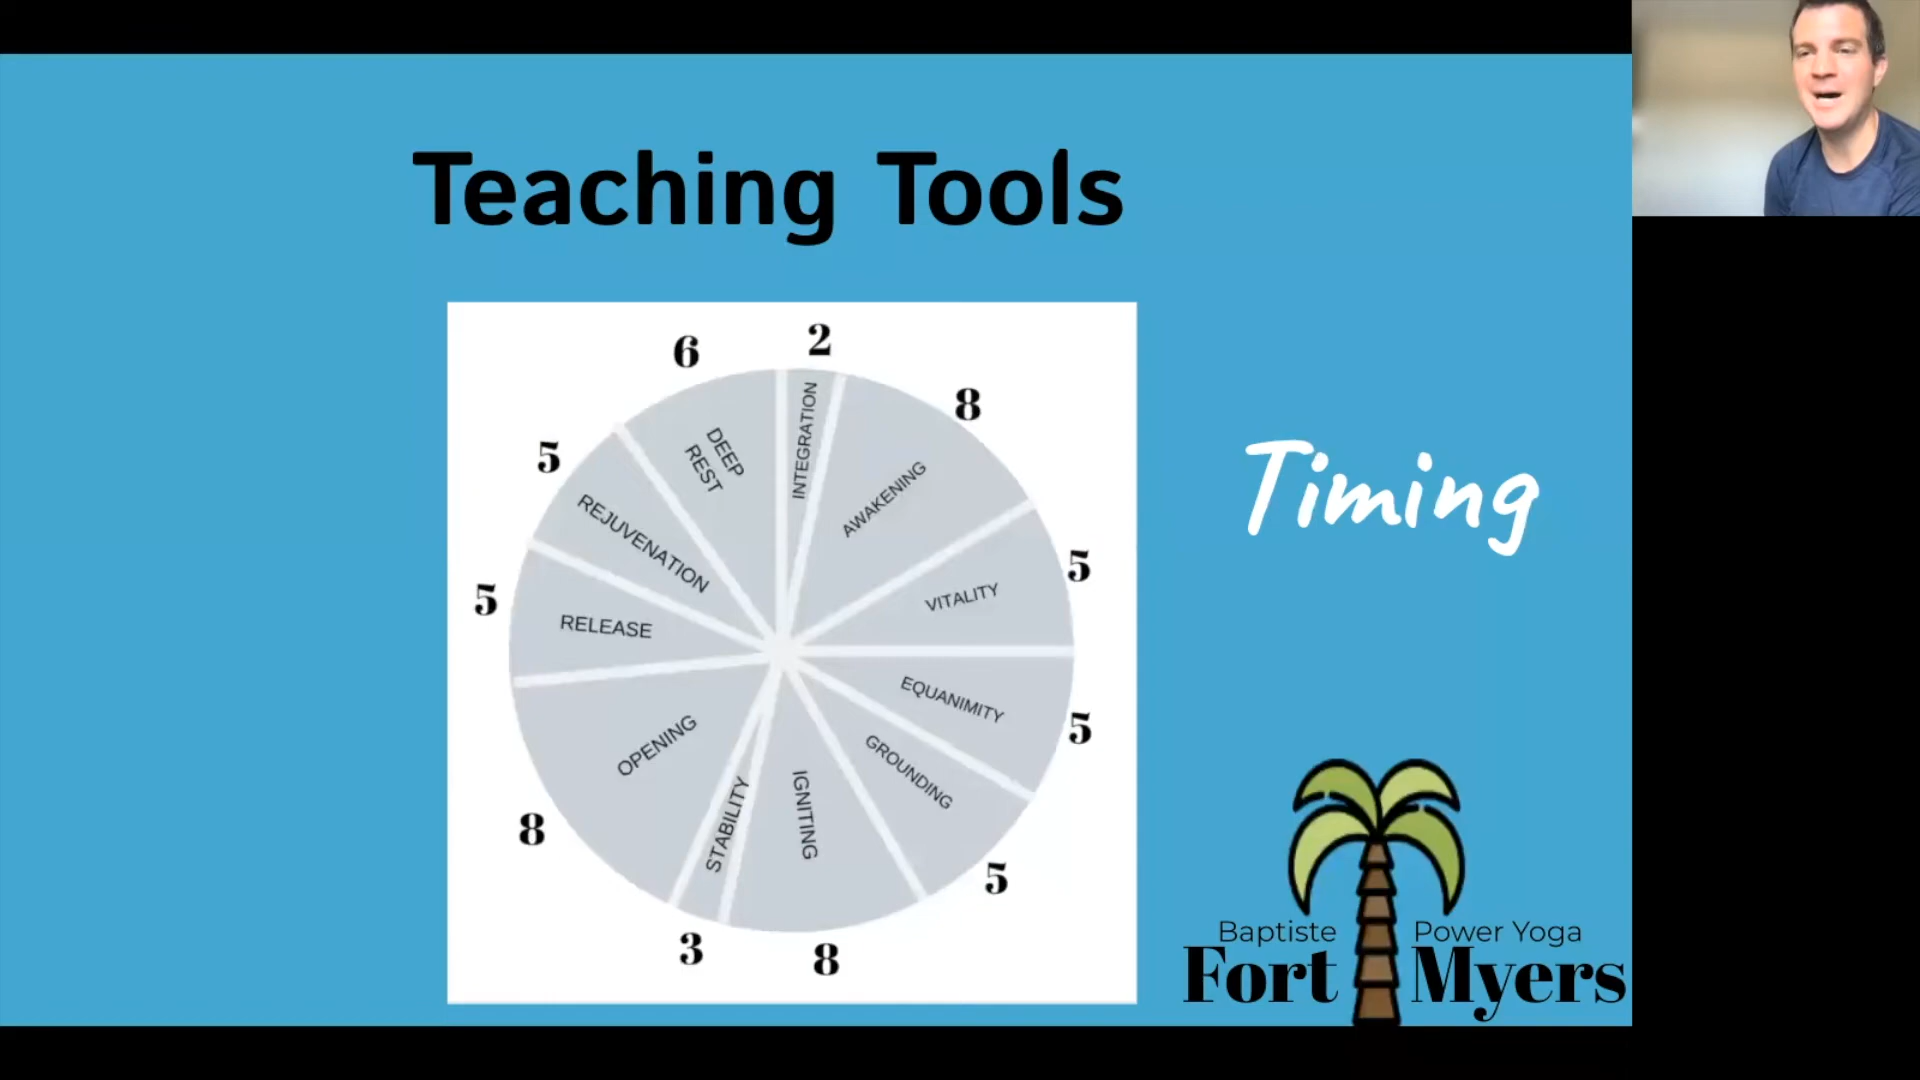 Teaching Tools
6
2
8
5
DEEP
REST
INTEGRATION
AWAKENING
REJUVENATION
5
VITALITY
5
RELEASE
EQUANIMITY
5
GROUNDING
OPENING
STABILITY
IGNITING
8
5
3
8
Timing
Baptiste Power Yoga
Fort Myers